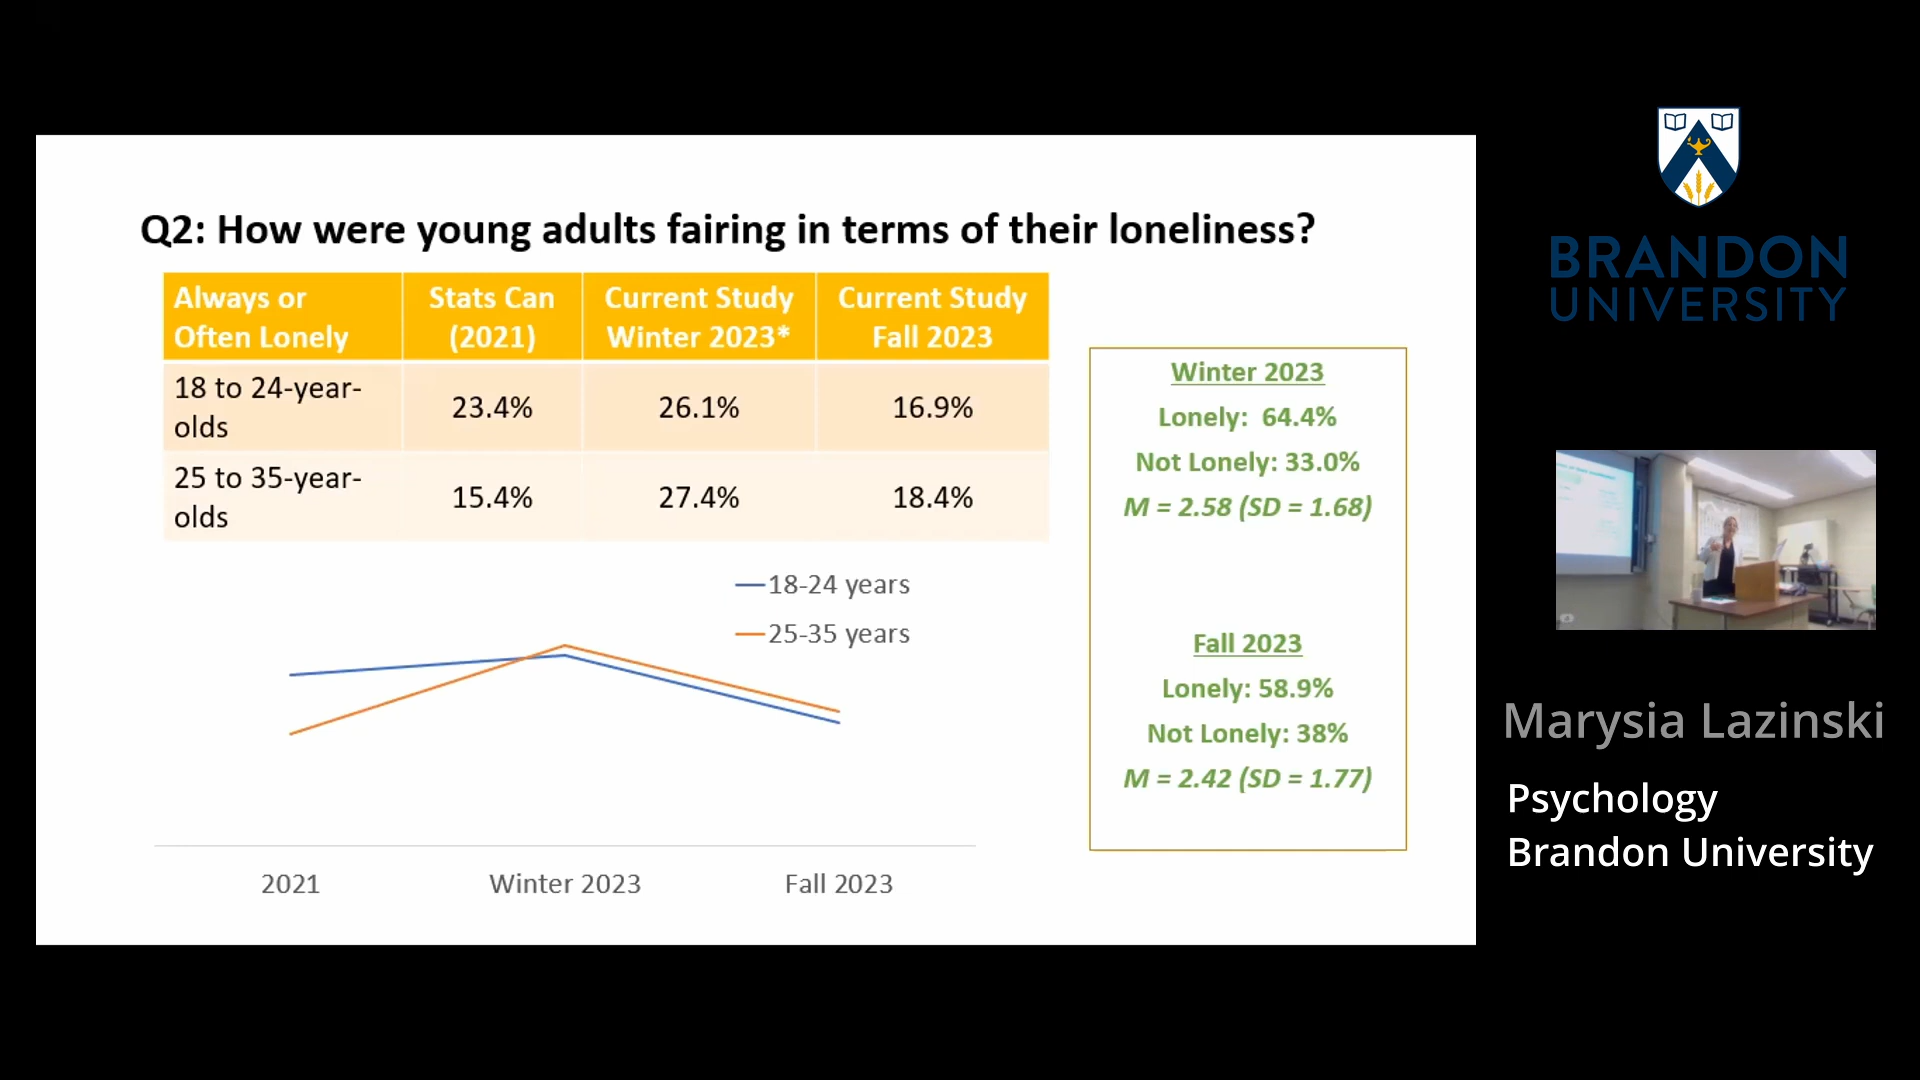 Q2: How were young adults fairing in terms of their loneliness?
Always or
Often Lonely
Stats Can
(2021)
Current Study
Winter 2023*
Current Study
Fall 2023
18 to 24-year-
olds
23.4%
26.1%
16.9%
25 to 35-year-
olds
15.4%
27.4%
18.4%
18-24 years
25-35 years
2021
Winter 2023
Fall 2023
Winter 2023
Lonely: 64.4%
Not Lonely: 33.0%
M = 2.58 (SD = 1.68)
Fall 2023
Lonely: 58.9%
Not Lonely: 38%
M = 2.42 (SD = 1.77)
BRANDON
UNIVERSITY
Marysia Lazinski
Psychology
Brandon University